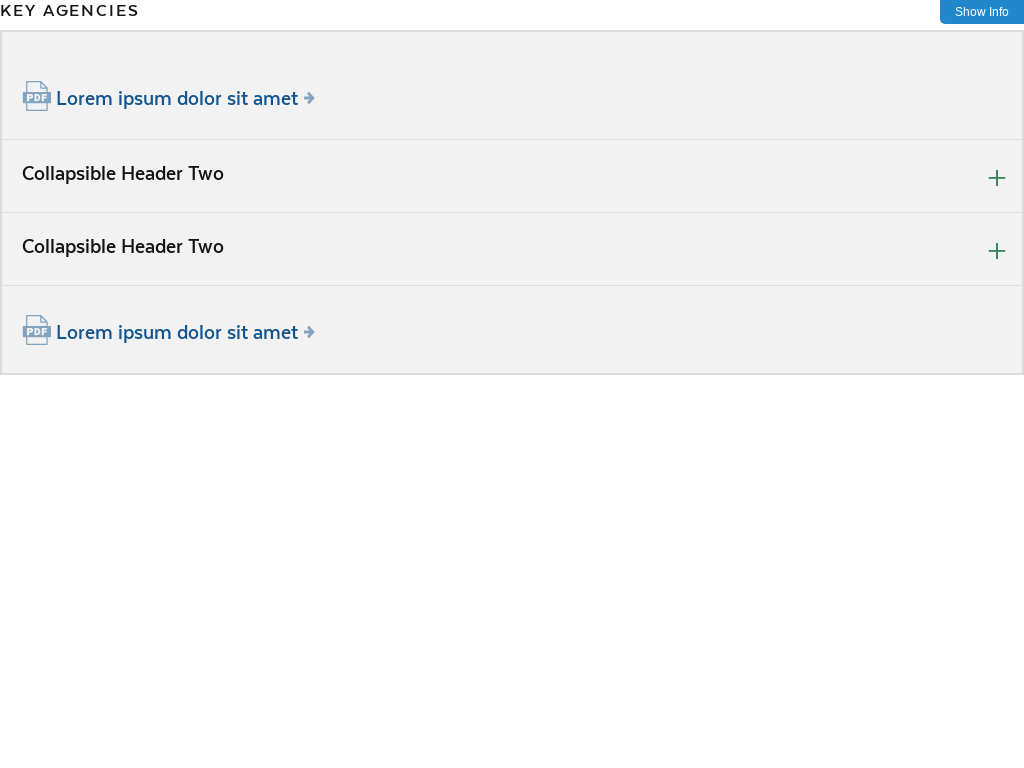 KEY AGENCIES
Show Info
PDF Lorem ipsum dolor sit amet
Collapsible Header Two
Collapsible Header Two
PDF Lorem ipsum dolor sit amet